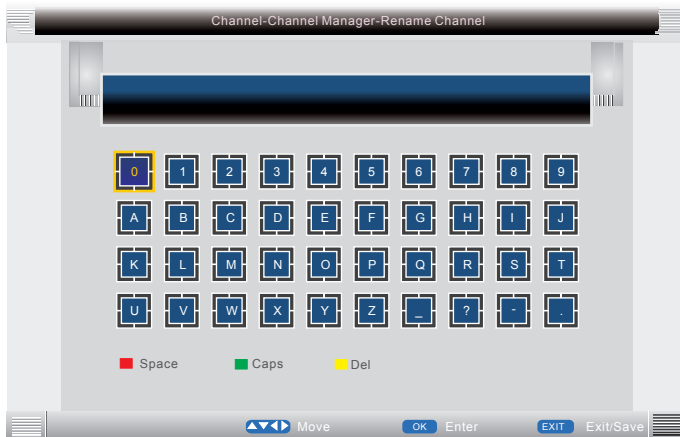 Channel-Channel Manager-Rename Channel
0 1 2 3 4 5 6 7 8 9
A B C D E F G H I J
K L M N O P Q R S T
U V W X Y Z _ ? - .
Space Caps Del
Move OK Enter EXIT Exit/Save